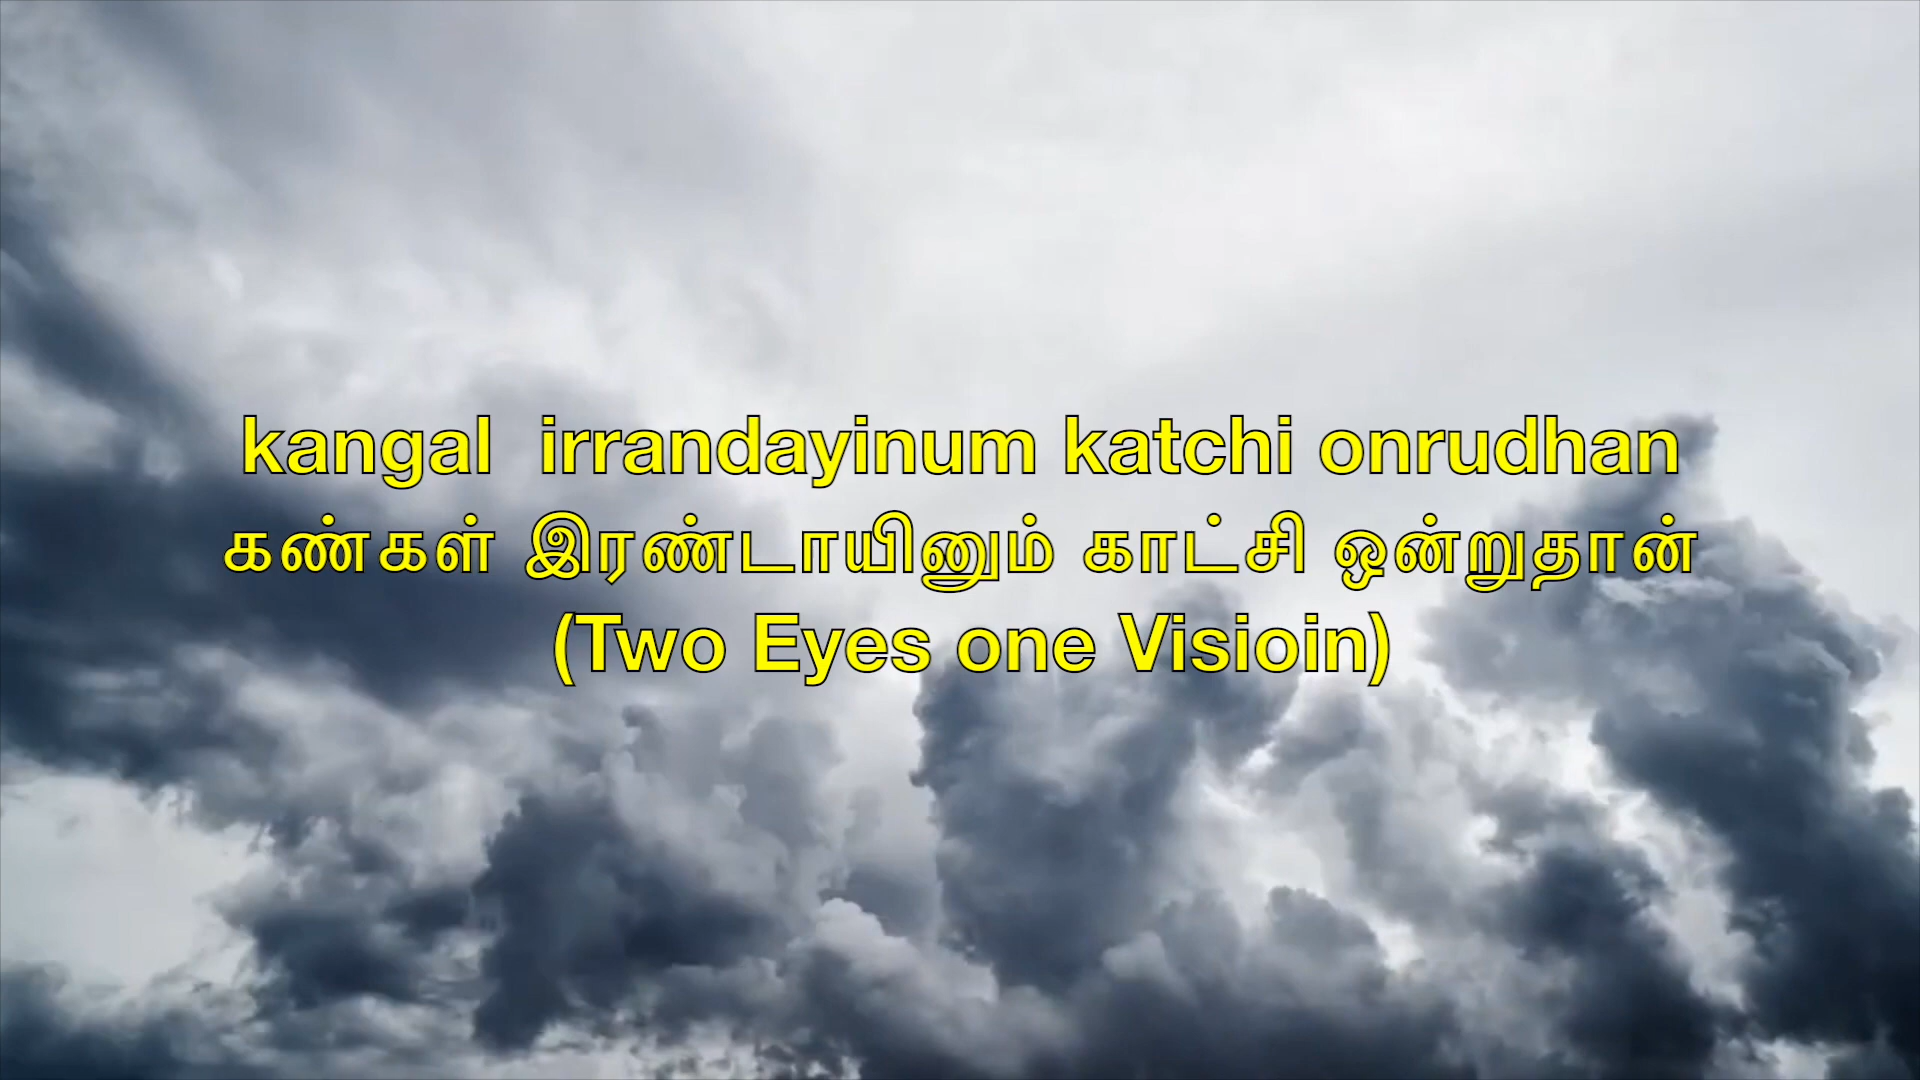 kangal  irrandayinum katchi onrudhan
கண்கள் இரண்டாயினும் காட்சி ஒன்றுதான்
(Two Eyes one Visioin)